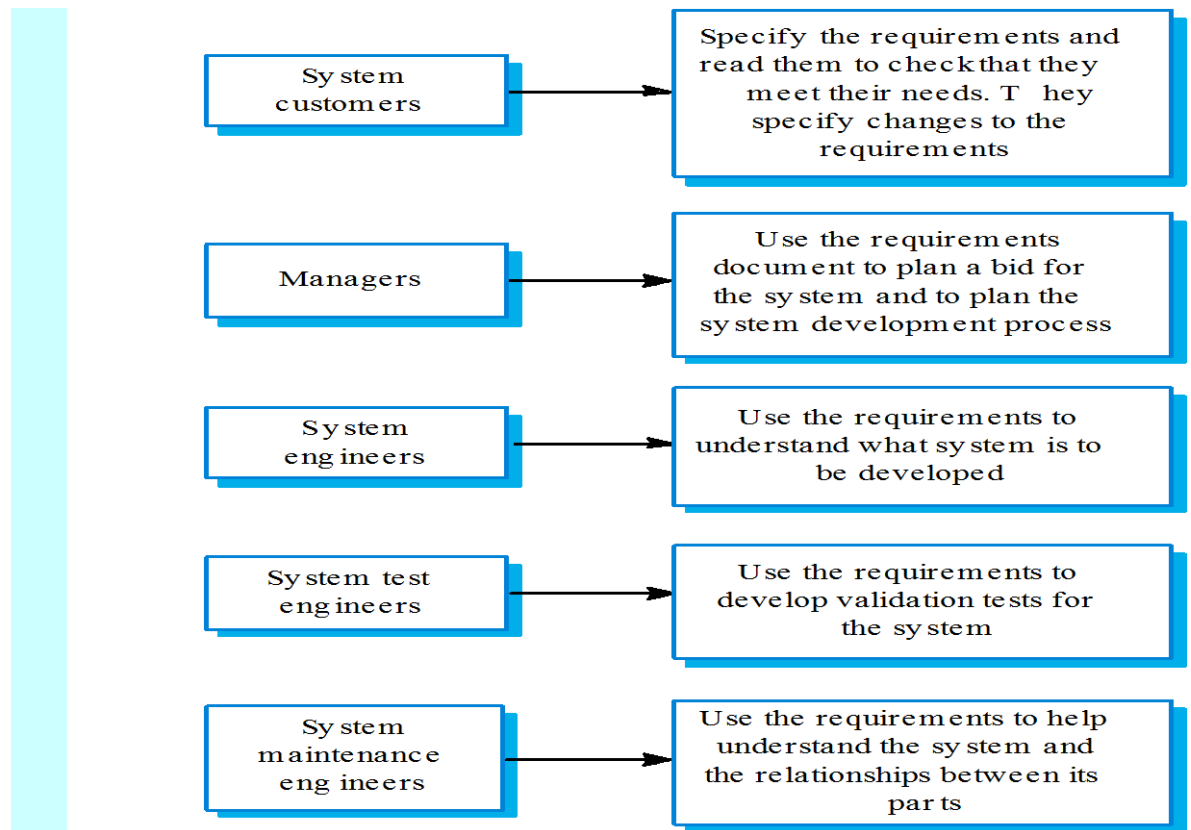 System
customers
Specify the requirements and
read them to check that they
meet their needs. T hey
specify changes to the
requirements
Managers
Use the requirements
document to plan a bid for
the system and to plan the
system development process
System
engineers
Use the requirements to
understand what system is to
be developed
System test
engineers
Use the requirements to
develop validation tests for
the system
System
maintenance
engineers
Use the requirements to help
understand the system and
the relationships between its
parts